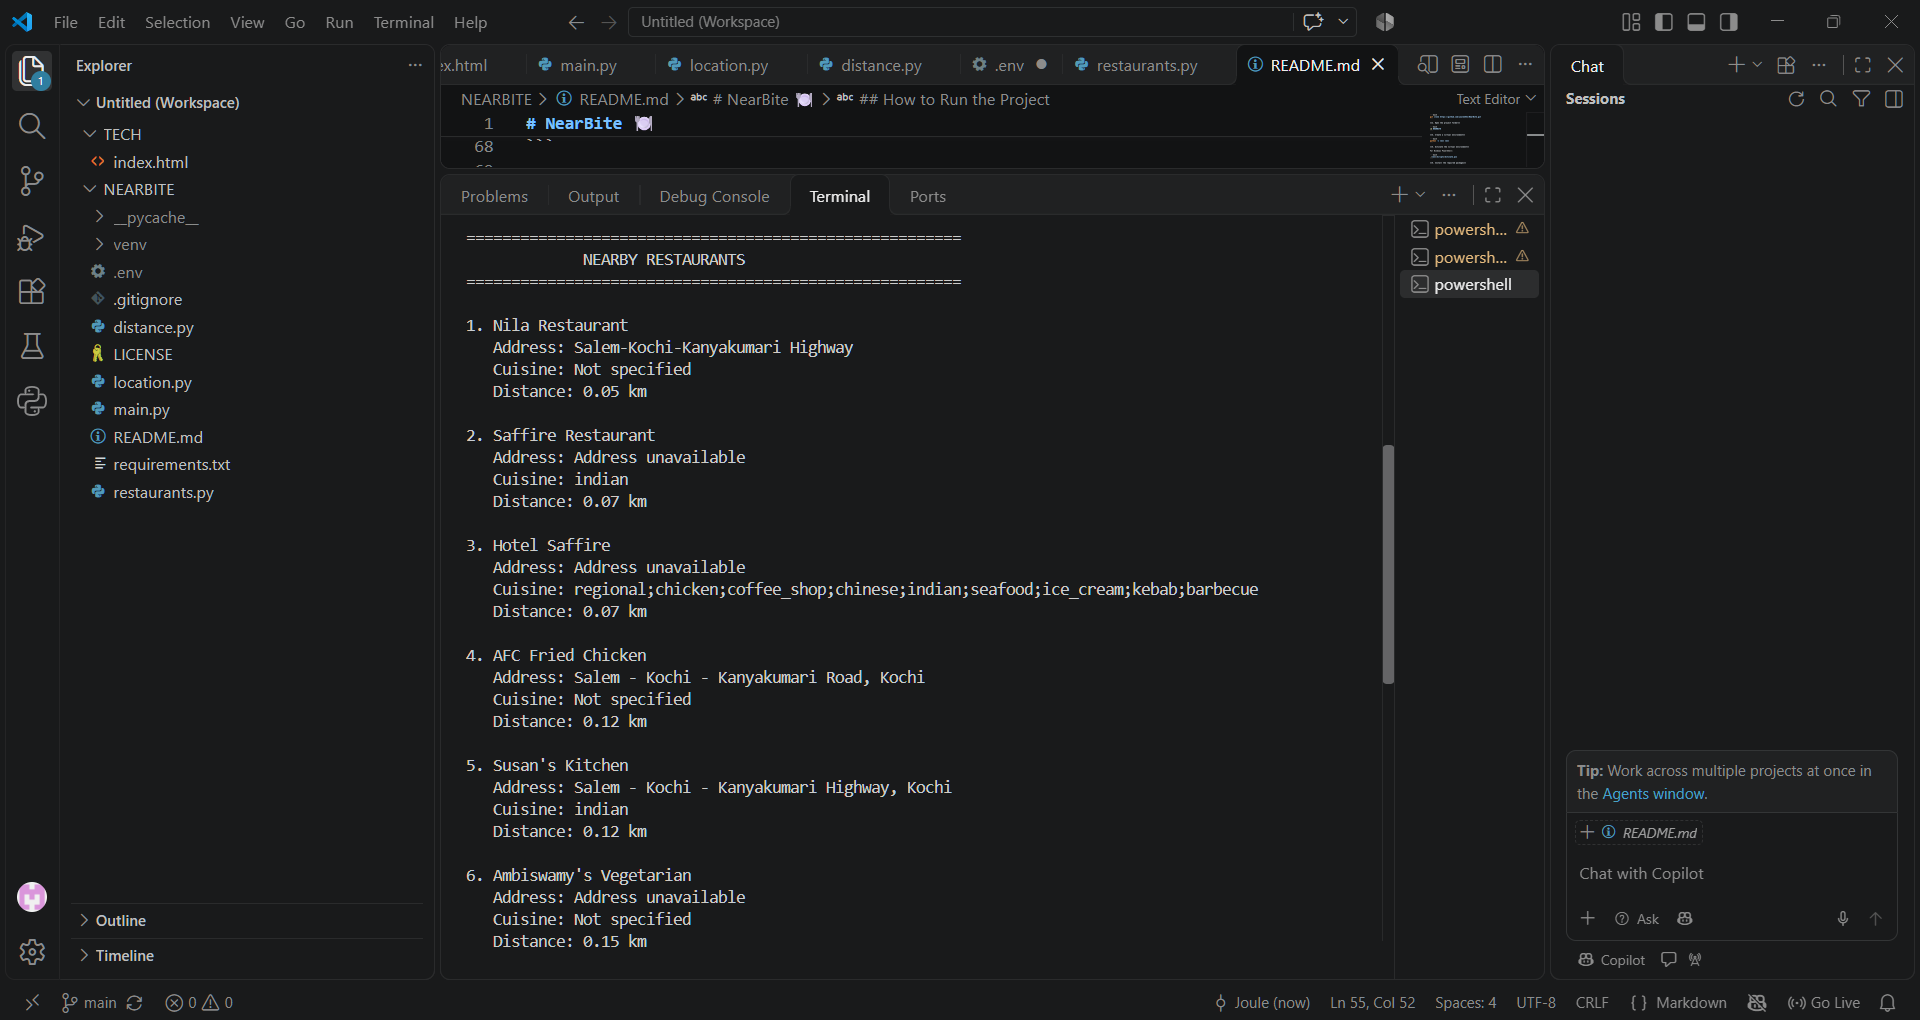 File Edit Selection View Go Run Terminal Help
Untitled (Workspace)
Explorer
Untitled (Workspace)
TECH
index.html
NEARBITE
__pycache__
venv
.env
.gitignore
distance.py
LICENSE
location.py
main.py
README.md
requirements.txt
restaurants.py
Outline
Timeline
ex.html main.py location.py distance.py .env restaurants.py README.md
NEARBITE > README.md > abc # NearBite 🍽️ > abc ## How to Run the Project
Text Editor
1 # NearBite 🍽️
68 ```
Problems Output Debug Console Terminal Ports
=======================================================
NEARBY RESTAURANTS
=======================================================
1. Nila Restaurant
Address: Salem-Kochi-Kanyakumari Highway
Cuisine: Not specified
Distance: 0.05 km
2. Saffire Restaurant
Address: Address unavailable
Cuisine: indian
Distance: 0.07 km
3. Hotel Saffire
Address: Address unavailable
Cuisine: regional;chicken;coffee_shop;chinese;indian;seafood;ice_cream;kebab;barbecue
Distance: 0.07 km
4. AFC Fried Chicken
Address: Salem - Kochi - Kanyakumari Road, Kochi
Cuisine: Not specified
Distance: 0.12 km
5. Susan's Kitchen
Address: Salem - Kochi - Kanyakumari Highway, Kochi
Cuisine: indian
Distance: 0.12 km
6. Ambiswamy's Vegetarian
Address: Address unavailable
Cuisine: Not specified
Distance: 0.15 km
powersh...
powersh...
powershell
Chat
Sessions
Tip: Work across multiple projects at once in
the Agents window.
README.md
Chat with Copilot
Ask
Copilot
1
main 0 0
Joule (now) Ln 55, Col 52 Spaces: 4 UTF-8 CRLF { } Markdown Go Live